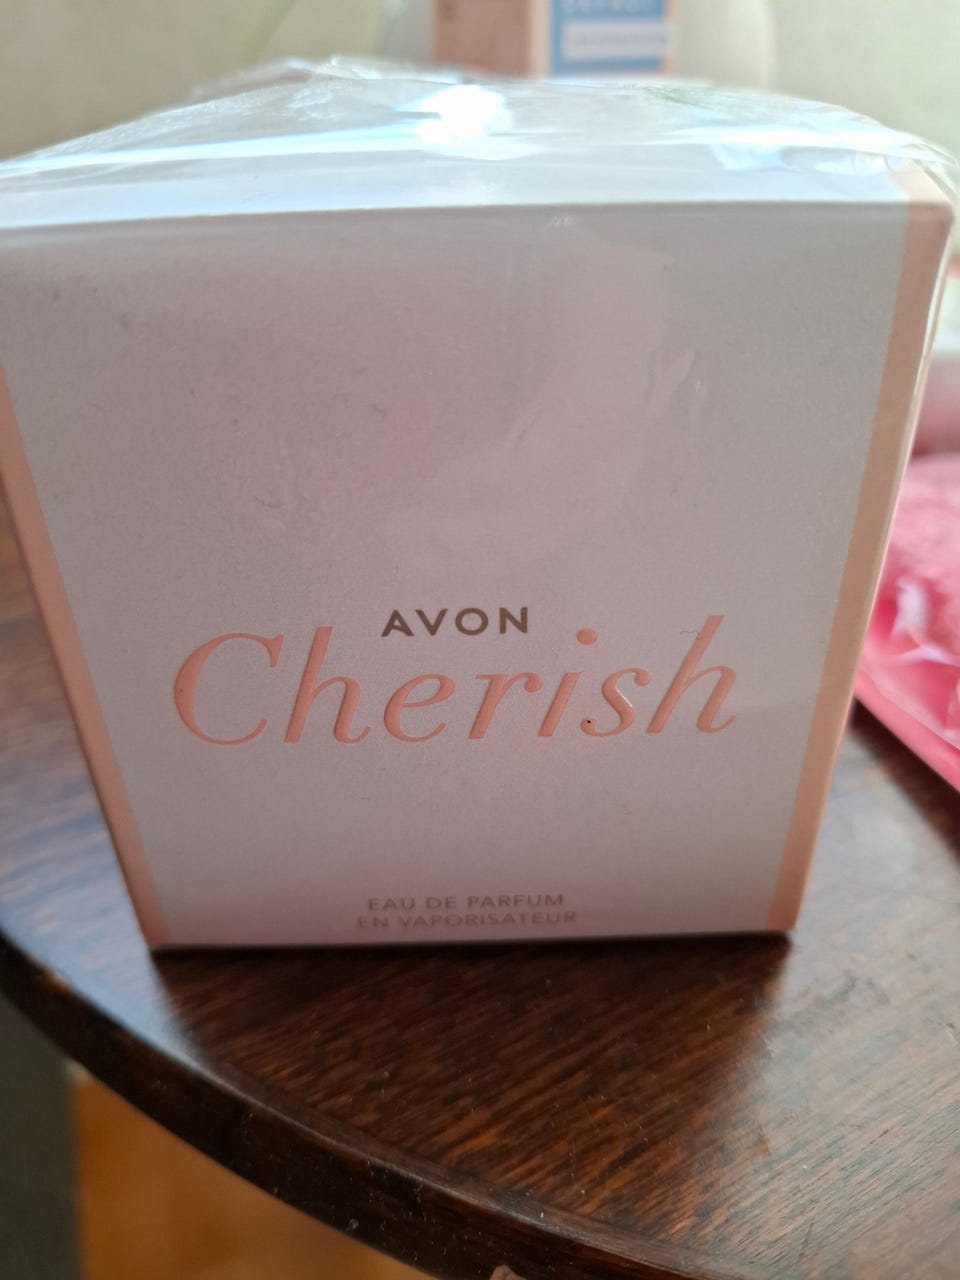 AVON
Cherish
EAU DE PARFUM
EN VAPORISATEUR